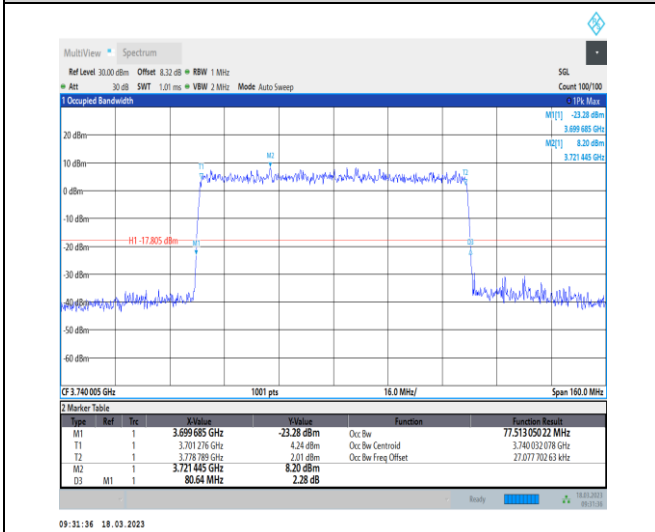 MultiView Spectrum
Ref Level 30.00 dBm Offset 8.32 dB RBW 1 MHz SGL
Att 30 dB SWT 1.01 ms VBW 2 MHz Mode Auto Sweep Count 100/100
1 Occupied Bandwidth 1Pk Max
M1[1] -23.28 dBm
3.699 685 GHz
M2[1] 8.20 dBm
3.721 445 GHz
20 dBm
M2
T1 T2
10 dBm
0 dBm
-10 dBm
H1 -17.805 dBm
M1 D3
-20 dBm
-30 dBm
-40 dBm
-50 dBm
-60 dBm
CF 3.740 005 GHz 1001 pts 16.0 MHz/ Span 160.0 MHz
2 Marker Table
Type Ref Trc X-Value Y-Value Function Function Result
M1 1 3.699 685 GHz -23.28 dBm Occ Bw 77.513 050 22 MHz
T1 1 3.701 276 GHz 4.24 dBm Occ Bw Centroid 3.740 032 078 GHz
T2 1 3.778 789 GHz 2.01 dBm Occ Bw Freq Offset 27.077 702 63 kHz
M2 1 3.721 445 GHz 8.20 dBm
D3 M1 1 80.64 MHz 2.28 dB
Ready 18.03.2023
09:31:36
09:31:36 18.03.2023